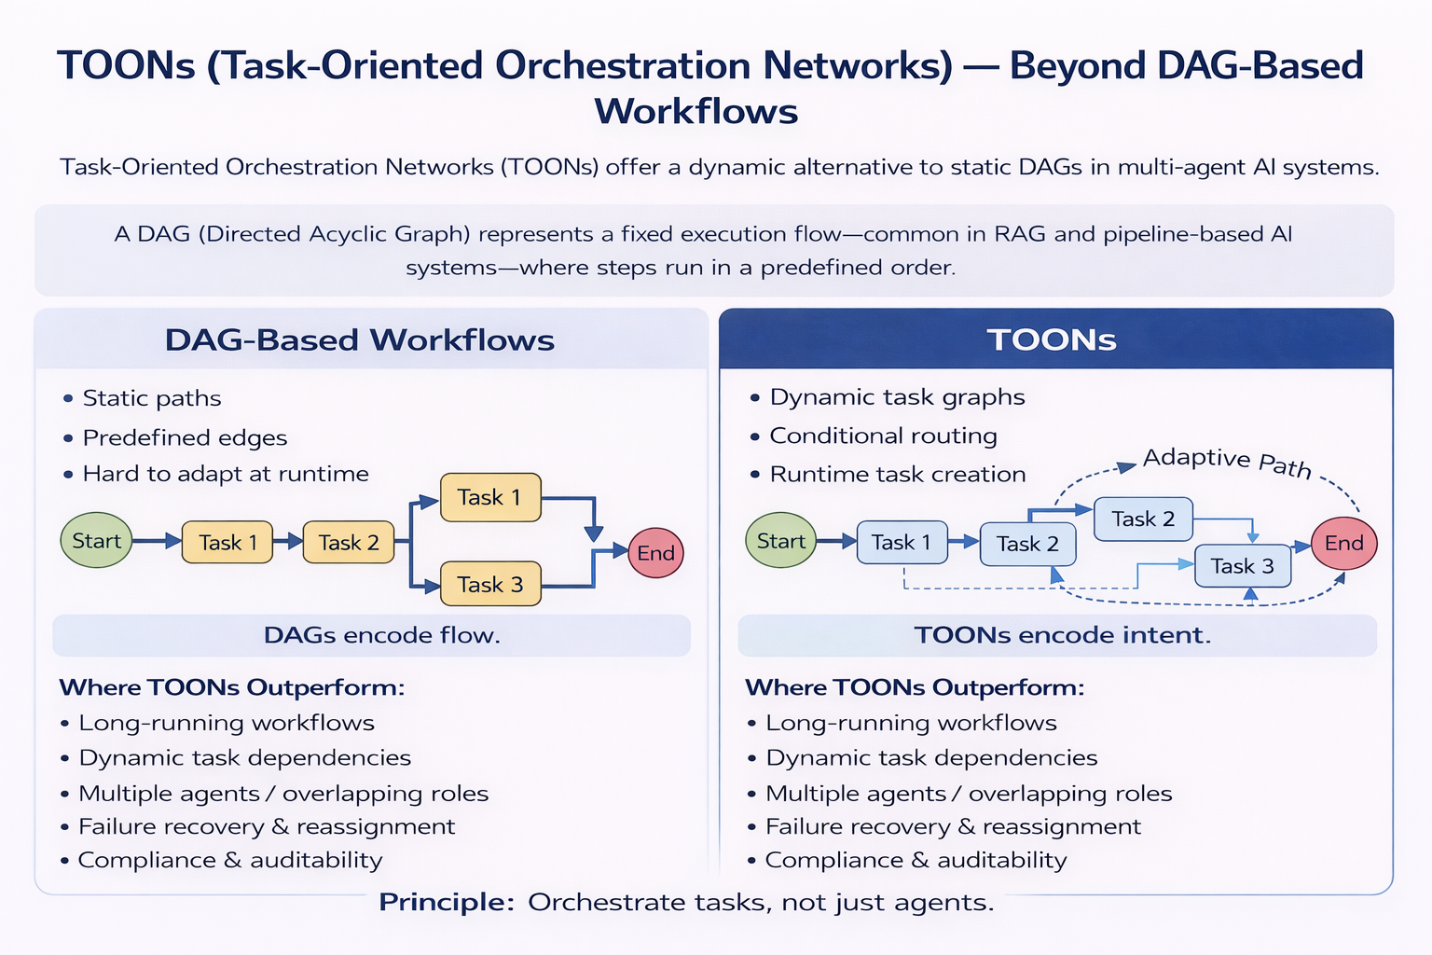 TOONs (Task-Oriented Orchestration Networks) — Beyond DAG-Based
Workflows
Task-Oriented Orchestration Networks (TOONs) offer a dynamic alternative to static DAGs in multi-agent AI systems.
A DAG (Directed Acyclic Graph) represents a fixed execution flow—common in RAG and pipeline-based AI
systems—where steps run in a predefined order.
DAG-Based Workflows
• Static paths
• Predefined edges
• Hard to adapt at runtime
Start
Task 1
Task 2
Task 1
Task 3
End
DAGs encode flow.
Where TOONs Outperform:
• Long-running workflows
• Dynamic task dependencies
• Multiple agents / overlapping roles
• Failure recovery & reassignment
• Compliance & auditability
TOONs
• Dynamic task graphs
• Conditional routing
• Runtime task creation
Adaptive Path
Start
Task 1
Task 2
Task 2
Task 3
End
TOONs encode intent.
Where TOONs Outperform:
• Long-running workflows
• Dynamic task dependencies
• Multiple agents / overlapping roles
• Failure recovery & reassignment
• Compliance & auditability
Principle: Orchestrate tasks, not just agents.